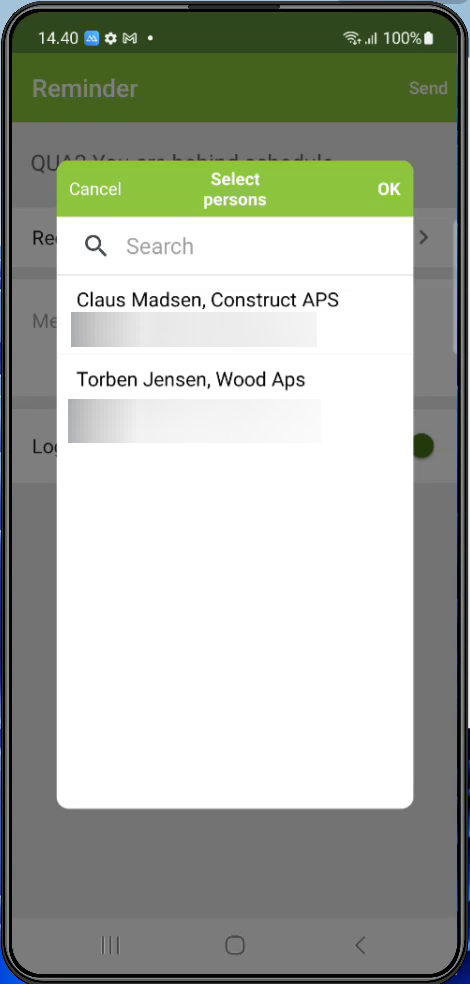 14.40 100%
Reminder Send
QUA2 You are behind schedule
Cancel Select persons OK
Re
Search
Claus Madsen, Construct APS
Me
Torben Jensen, Wood Aps
Log